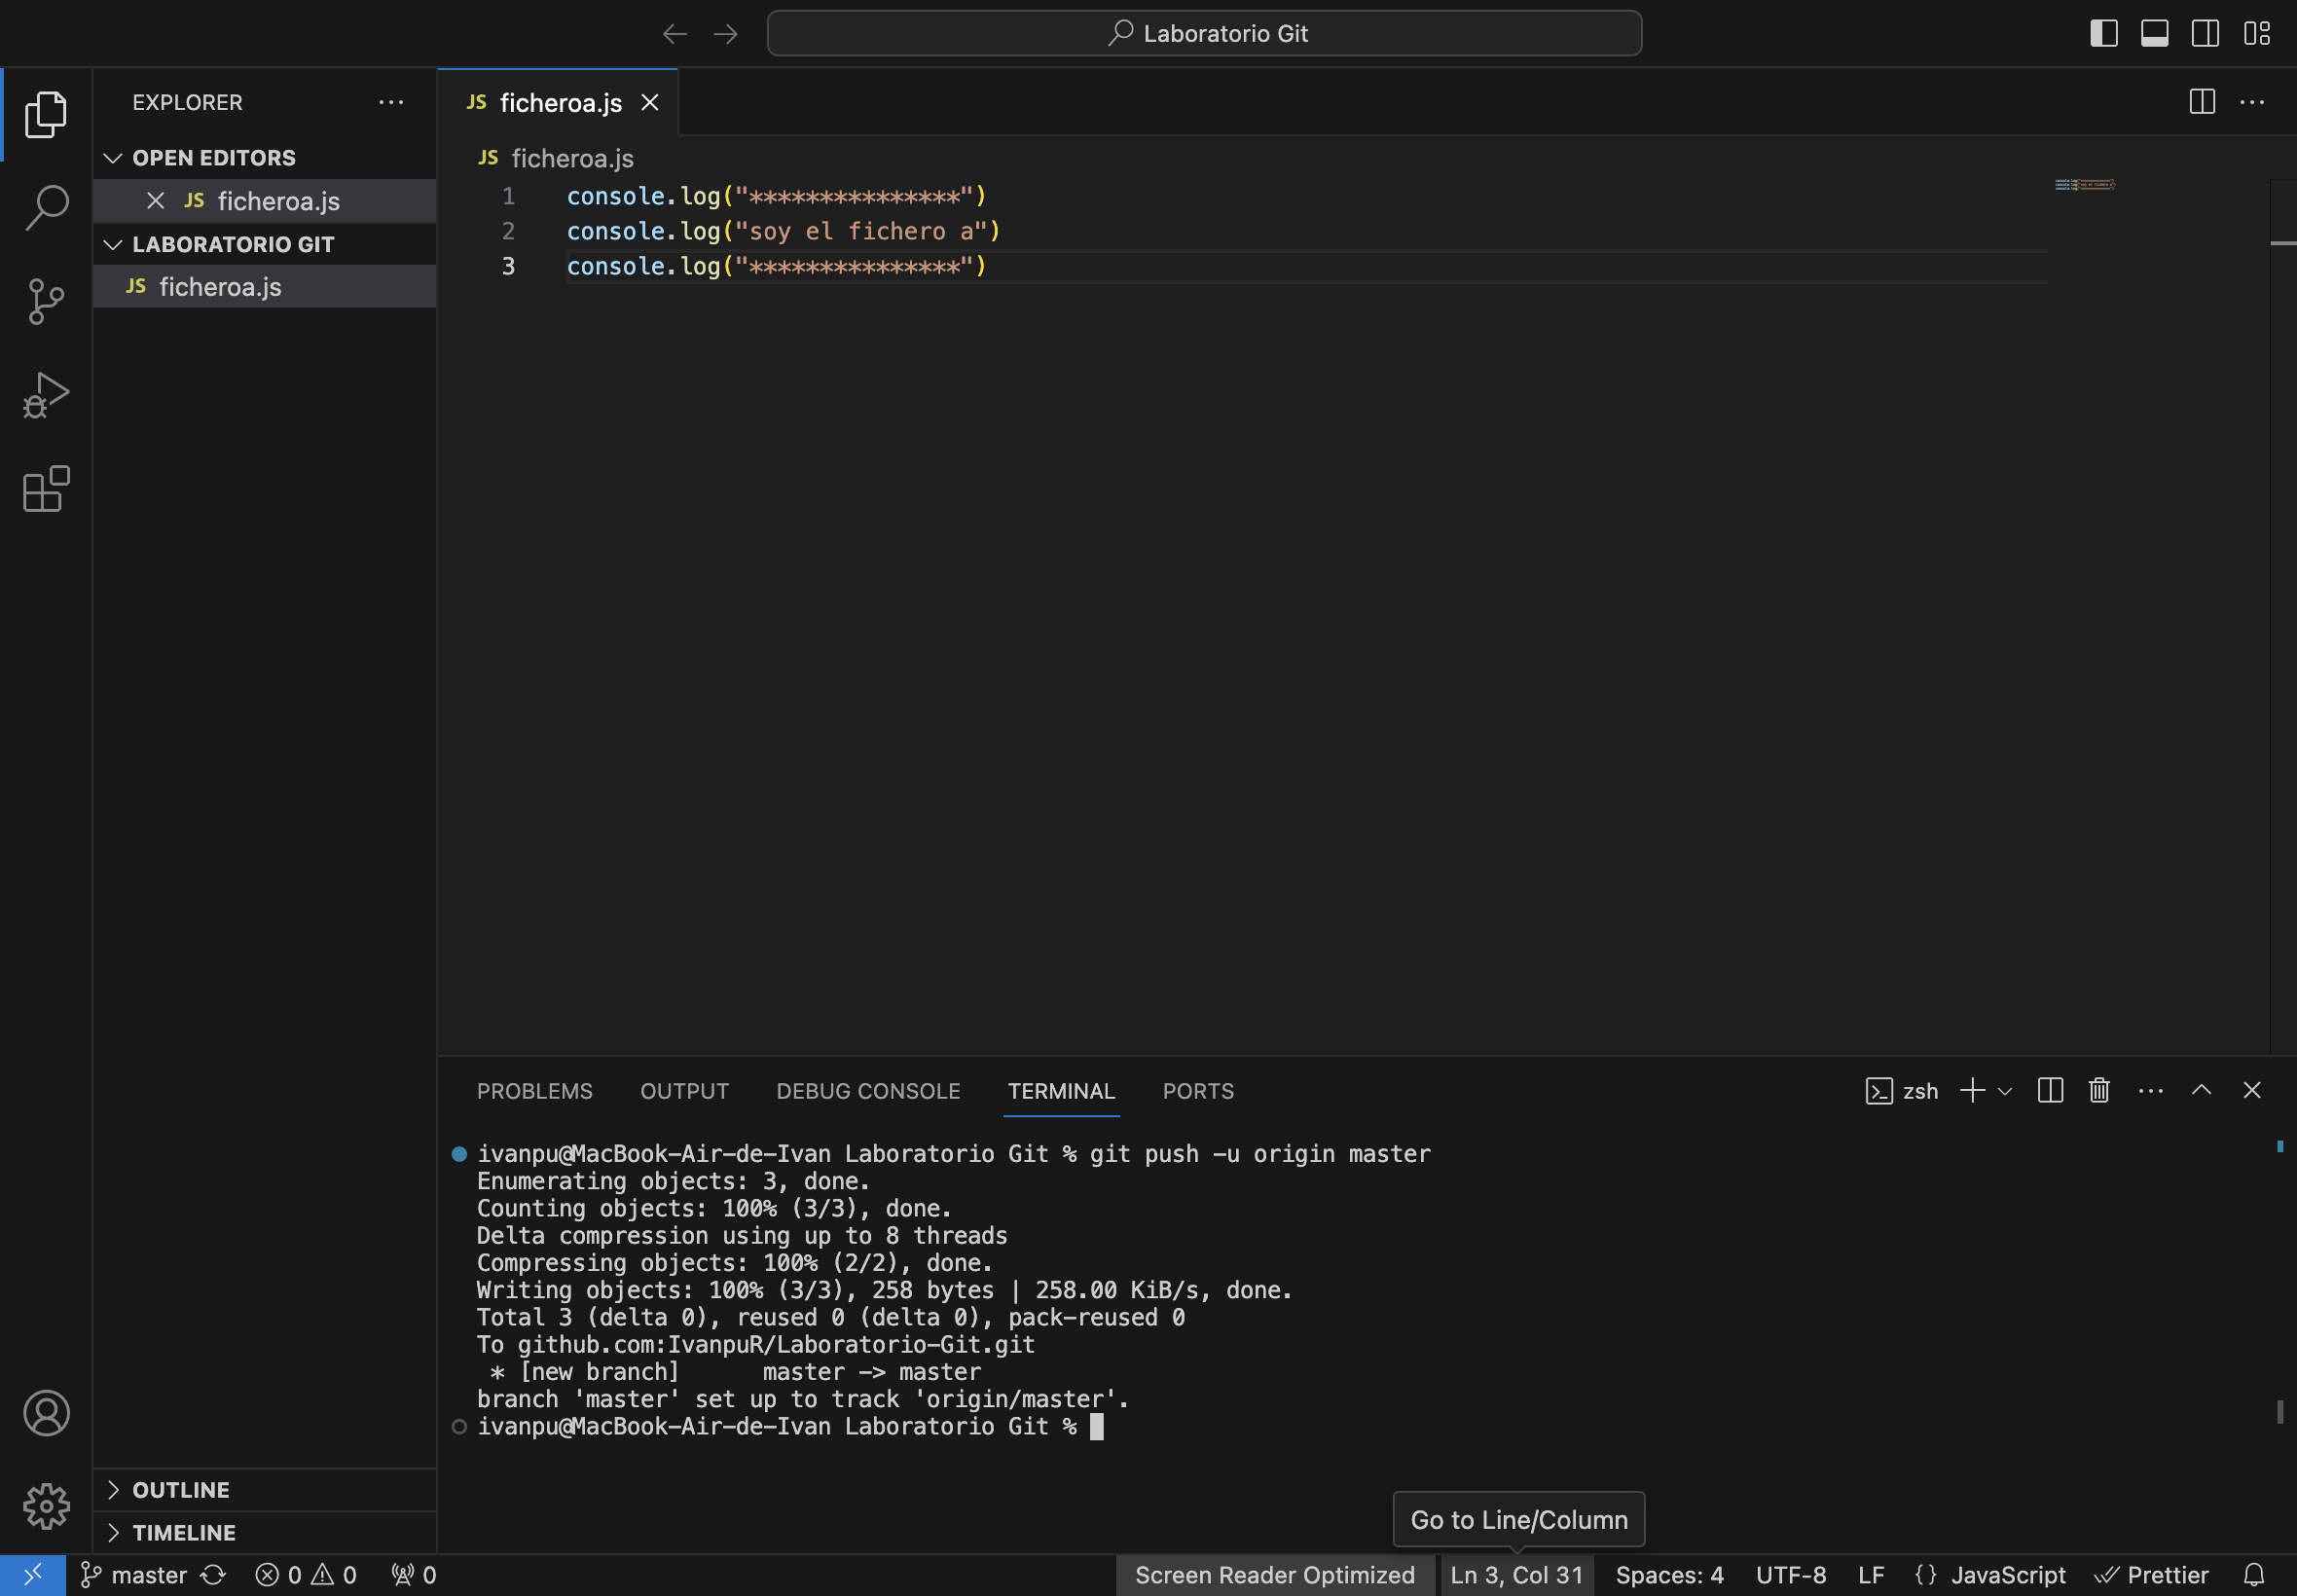 Laboratorio Git
EXPLORER
OPEN EDITORS
JS ficheroa.js
LABORATORIO GIT
JS ficheroa.js
OUTLINE
TIMELINE
JS ficheroa.js
JS ficheroa.js
1 console.log("***************")
2 console.log("soy el fichero a")
3 console.log("***************")
PROBLEMS OUTPUT DEBUG CONSOLE TERMINAL PORTS
zsh
ivanpu@MacBook-Air-de-Ivan Laboratorio Git % git push -u origin master
Enumerating objects: 3, done.
Counting objects: 100% (3/3), done.
Delta compression using up to 8 threads
Compressing objects: 100% (2/2), done.
Writing objects: 100% (3/3), 258 bytes | 258.00 KiB/s, done.
Total 3 (delta 0), reused 0 (delta 0), pack-reused 0
To github.com:IvanpuR/Laboratorio-Git.git
 * [new branch]      master -> master
branch 'master' set up to track 'origin/master'.
ivanpu@MacBook-Air-de-Ivan Laboratorio Git %
Go to Line/Column
master 0 0 0 Screen Reader Optimized Ln 3, Col 31 Spaces: 4 UTF-8 LF {} JavaScript Prettier